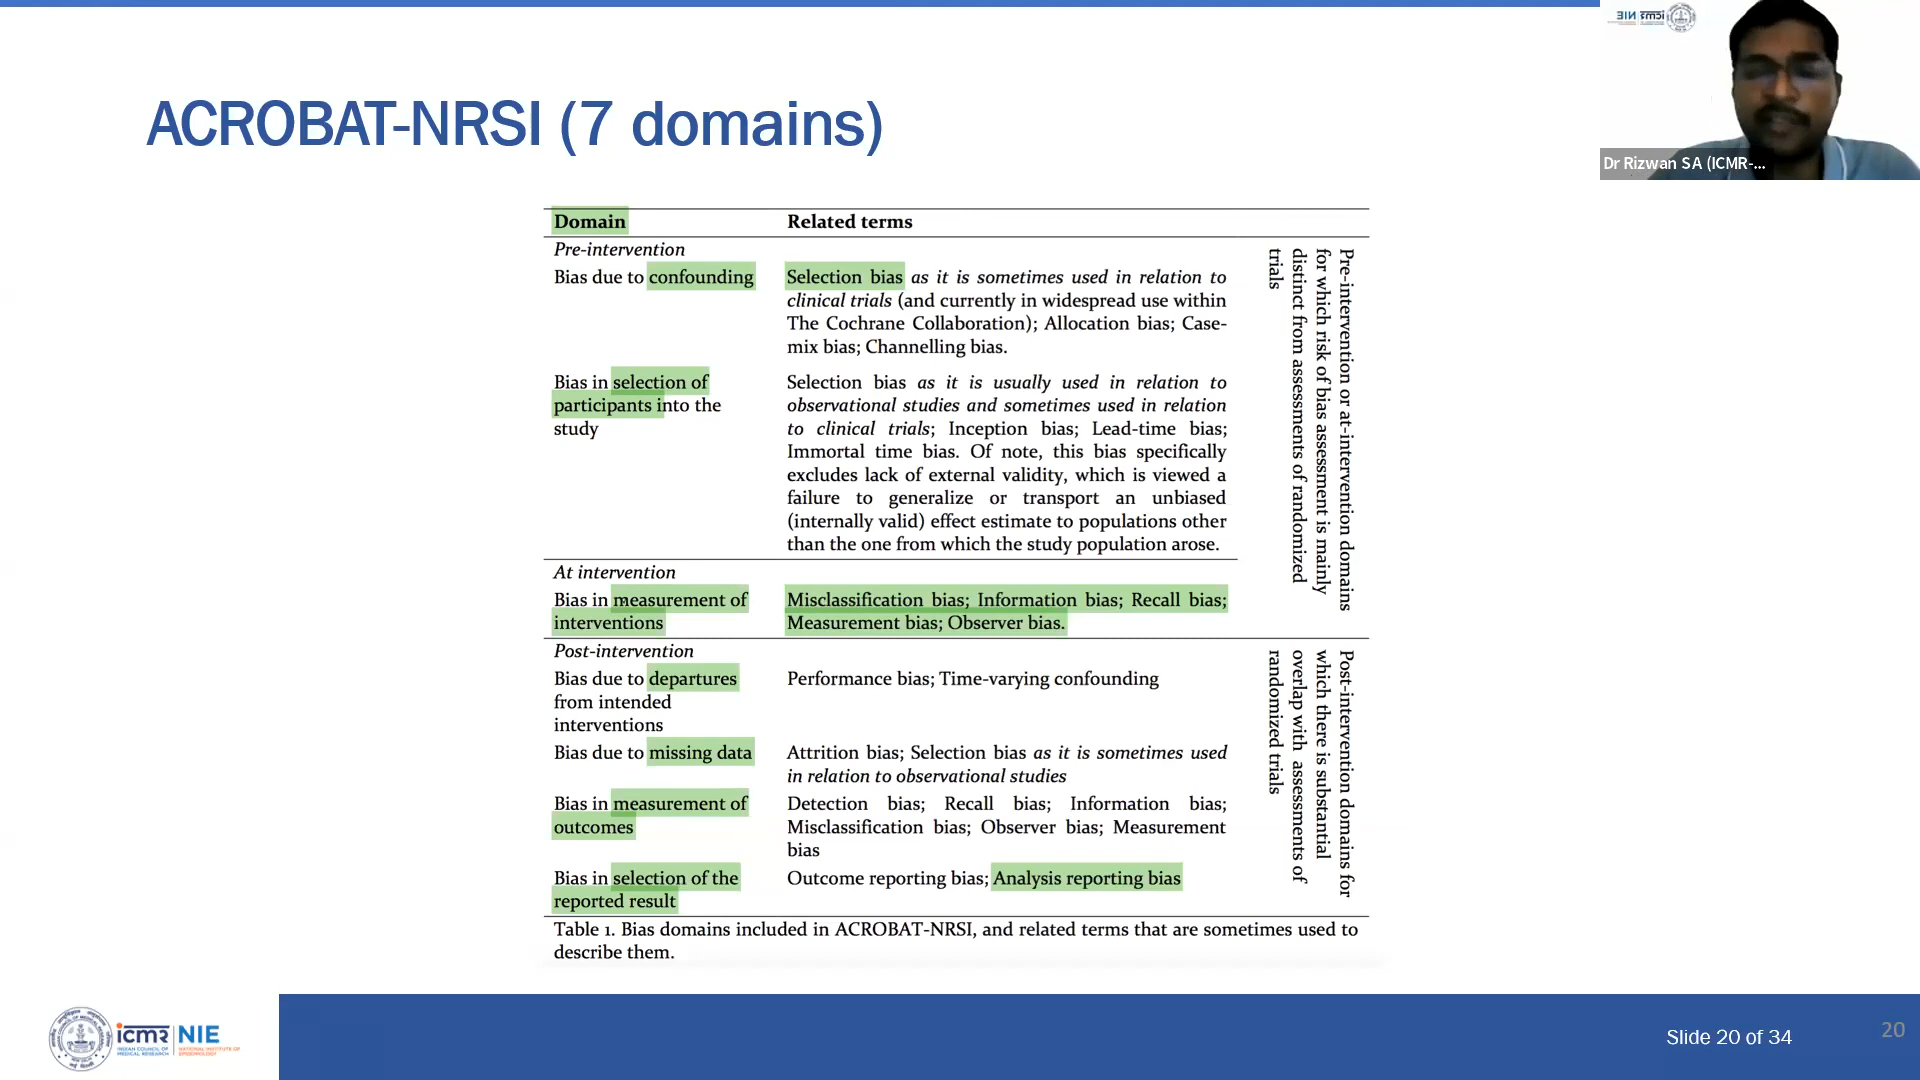 ACROBAT-NRSI (7 domains)
Dr Rizwan SA (ICMR-...
Domain Related terms
Pre-intervention
Bias due to confounding
Selection bias as it is sometimes used in relation to
clinical trials (and currently in widespread use within
The Cochrane Collaboration); Allocation bias; Case-
mix bias; Channelling bias.
Bias in selection of
participants into the
study
Selection bias as it is usually used in relation to
observational studies and sometimes used in relation
to clinical trials; Inception bias; Lead-time bias;
Immortal time bias. Of note, this bias specifically
excludes lack of external validity, which is viewed a
failure to generalize or transport an unbiased
(internally valid) effect estimate to populations other
than the one from which the study population arose.
Pre-intervention or at-intervention domains
for which risk of bias assessment is mainly
distinct from assessments of randomized
trials
At intervention
Bias in measurement of
interventions
Misclassification bias; Information bias; Recall bias;
Measurement bias; Observer bias.
Post-intervention
Bias due to departures
from intended
interventions
Performance bias; Time-varying confounding
Bias due to missing data
Attrition bias; Selection bias as it is sometimes used
in relation to observational studies
Bias in measurement of
outcomes
Detection bias; Recall bias; Information bias;
Misclassification bias; Observer bias; Measurement
bias
Bias in selection of the
reported result
Outcome reporting bias; Analysis reporting bias
Post-intervention domains for
which there is substantial
overlap with assessments of
randomized trials
Table 1. Bias domains included in ACROBAT-NRSI, and related terms that are sometimes used to
describe them.
icmr NIE
INDIAN COUNCIL OF MEDICAL RESEARCH
NATIONAL INSTITUTE OF EPIDEMIOLOGY
Slide 20 of 34
20